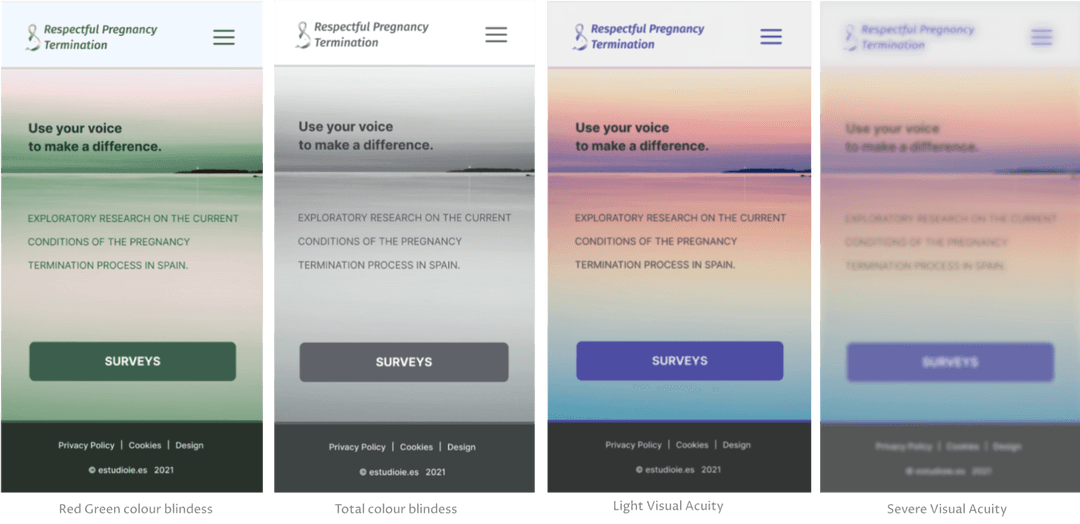 Respectful Pregnancy
Termination
Use your voice
to make a difference.
EXPLORATORY RESEARCH ON THE CURRENT
CONDITIONS OF THE PREGNANCY
TERMINATION PROCESS IN SPAIN.
SURVEYS
Privacy Policy | Cookies | Design
© estudioie.es 2021
Red Green colour blindess
Respectful Pregnancy
Termination
Use your voice
to make a difference.
EXPLORATORY RESEARCH ON THE CURRENT
CONDITIONS OF THE PREGNANCY
TERMINATION PROCESS IN SPAIN.
SURVEYS
Privacy Policy | Cookies | Design
© estudioie.es 2021
Total colour blindess
Respectful Pregnancy
Termination
Use your voice
to make a difference.
EXPLORATORY RESEARCH ON THE CURRENT
CONDITIONS OF THE PREGNANCY
TERMINATION PROCESS IN SPAIN.
SURVEYS
Privacy Policy | Cookies | Design
© estudioie.es 2021
Light Visual Acuity
Respectful Pregnancy
Termination
Use your voice
to make a difference.
EXPLORATORY RESEARCH ON THE CURRENT
CONDITIONS OF THE PREGNANCY
TERMINATION PROCESS IN SPAIN.
SURVEYS
Privacy Policy | Cookies | Design
© estudioie.es 2021
Severe Visual Acuity